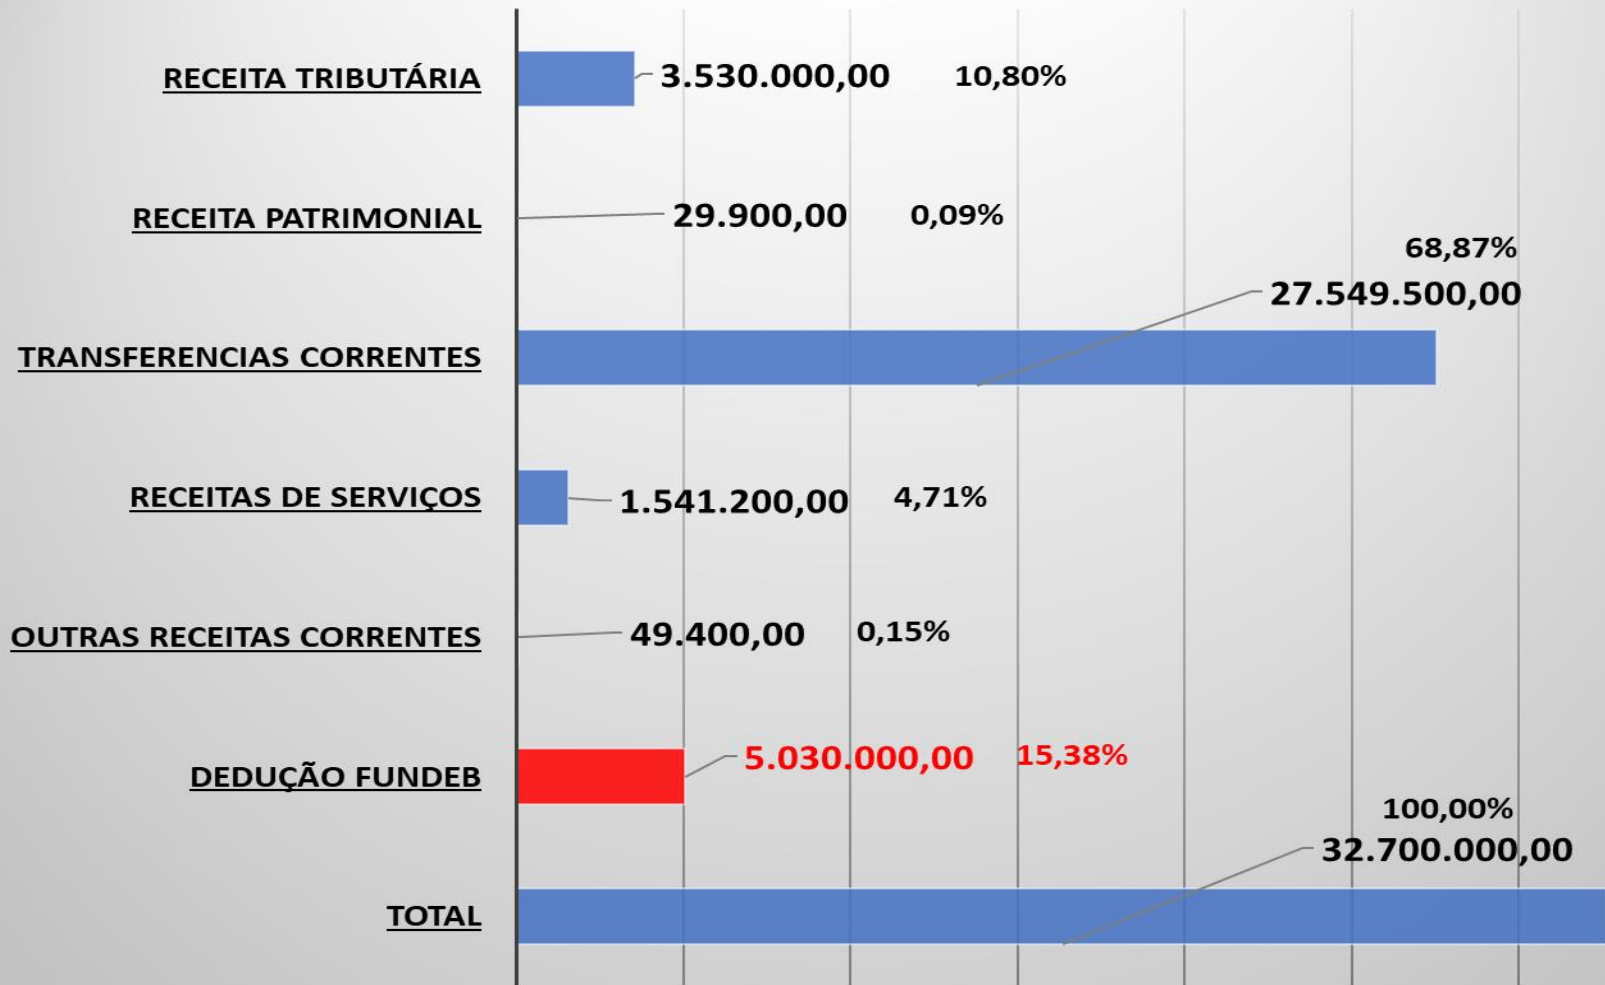 RECEITA TRIBUTÁRIA 3.530.000,00 10,80%
RECEITA PATRIMONIAL 29.900,00 0,09%
68,87%
27.549.500,00
TRANSFERENCIAS CORRENTES
RECEITAS DE SERVIÇOS 1.541.200,00 4,71%
OUTRAS RECEITAS CORRENTES 49.400,00 0,15%
DEDUÇÃO FUNDEB 5.030.000,00 15,38%
100,00%
32.700.000,00
TOTAL